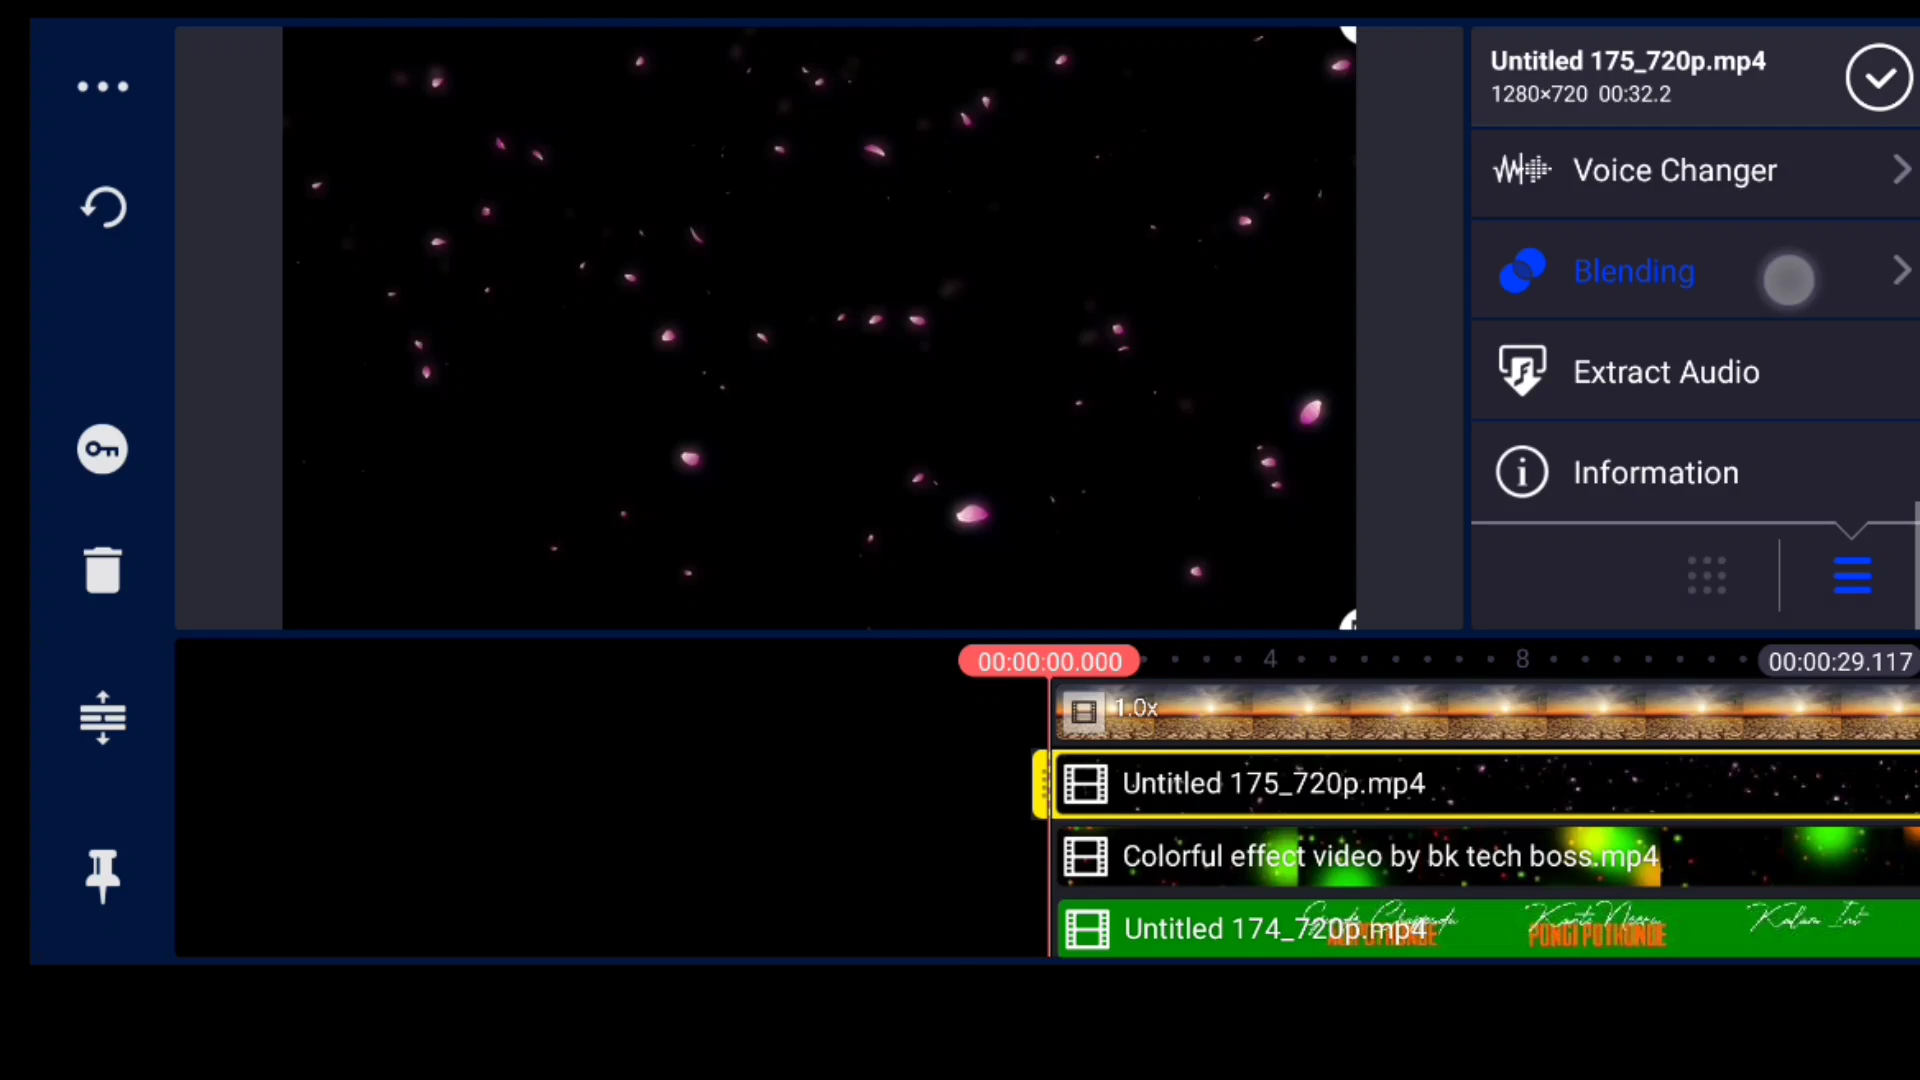 Untitled 175_720p.mp4
1280×720 00:32.2
Voice Changer
Blending
Extract Audio
Information
00:00:00.000
4
8
00:00:29.117
1.0x
Untitled 175_720p.mp4
Colorful effect video by bk tech boss.mp4
Untitled 174_720p.mp4
PONGI POTHUNDE